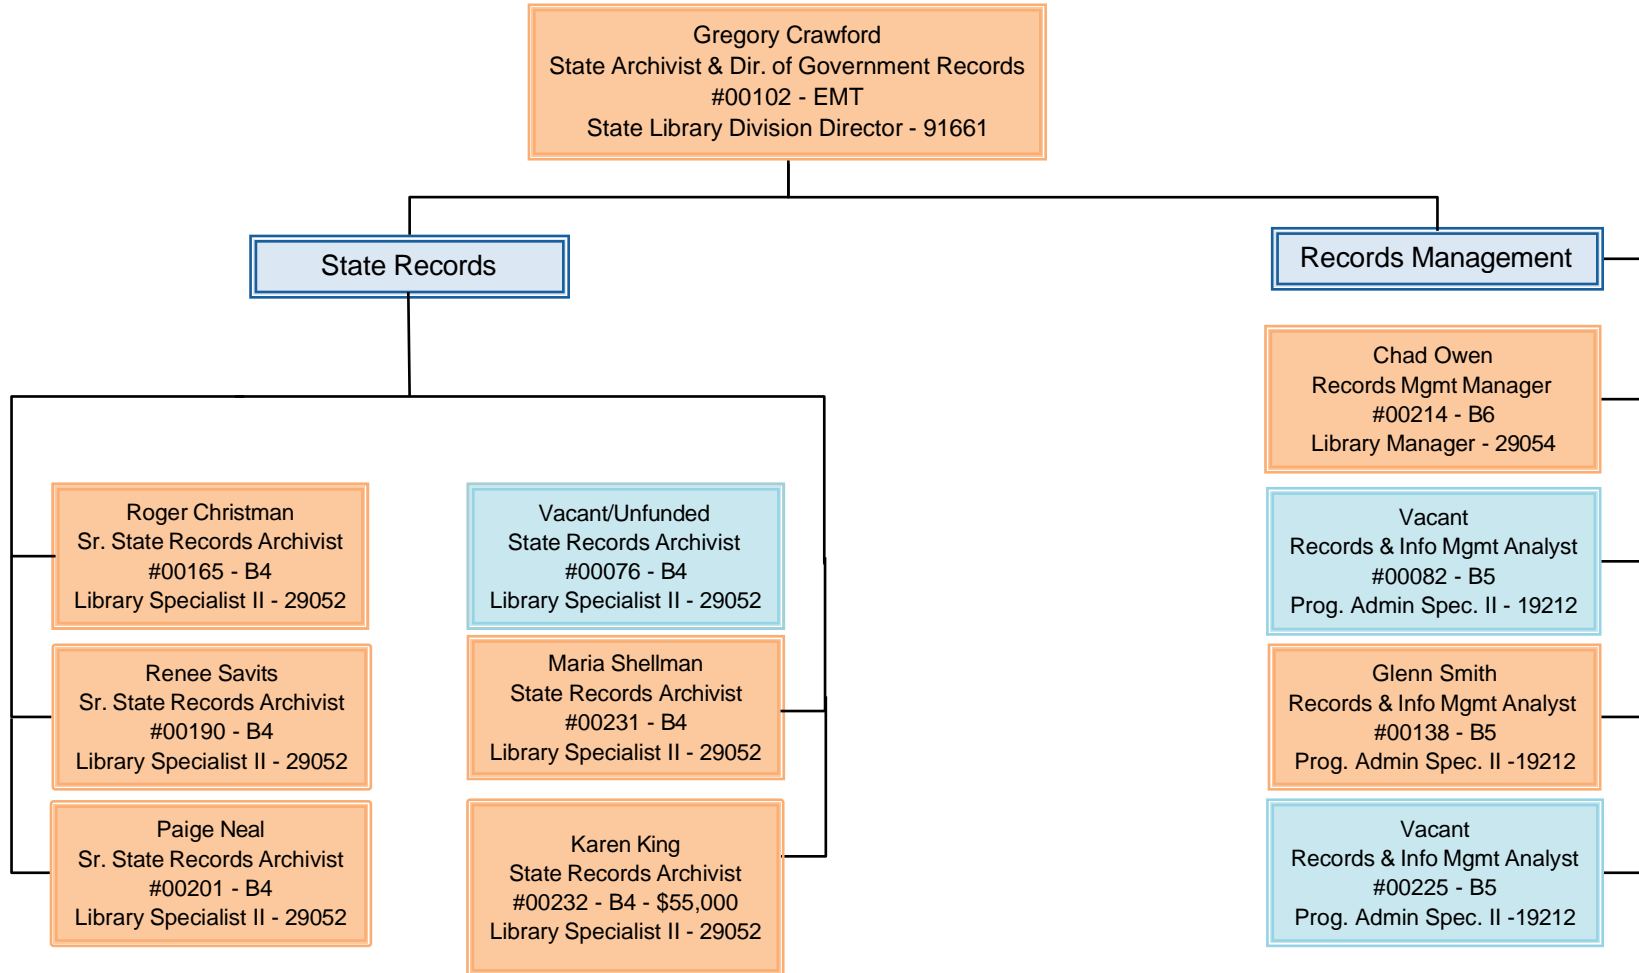 Gregory Crawford
State Archivist & Dir. of Government Records
#00102 - EMT
State Library Division Director - 91661
State Records
Records Management
Roger Christman
Sr. State Records Archivist
#00165 - B4
Library Specialist II - 29052
Renee Savits
Sr. State Records Archivist
#00190 - B4
Library Specialist II - 29052
Paige Neal
Sr. State Records Archivist
#00201 - B4
Library Specialist II - 29052
Vacant/Unfunded
State Records Archivist
#00076 - B4
Library Specialist II - 29052
Maria Shellman
State Records Archivist
#00231 - B4
Library Specialist II - 29052
Karen King
State Records Archivist
#00232 - B4 - $55,000
Library Specialist II - 29052
Chad Owen
Records Mgmt Manager
#00214 - B6
Library Manager - 29054
Vacant
Records & Info Mgmt Analyst
#00082 - B5
Prog. Admin Spec. II - 19212
Glenn Smith
Records & Info Mgmt Analyst
#00138 - B5
Prog. Admin Spec. II -19212
Vacant
Records & Info Mgmt Analyst
#00225 - B5
Prog. Admin Spec. II -19212